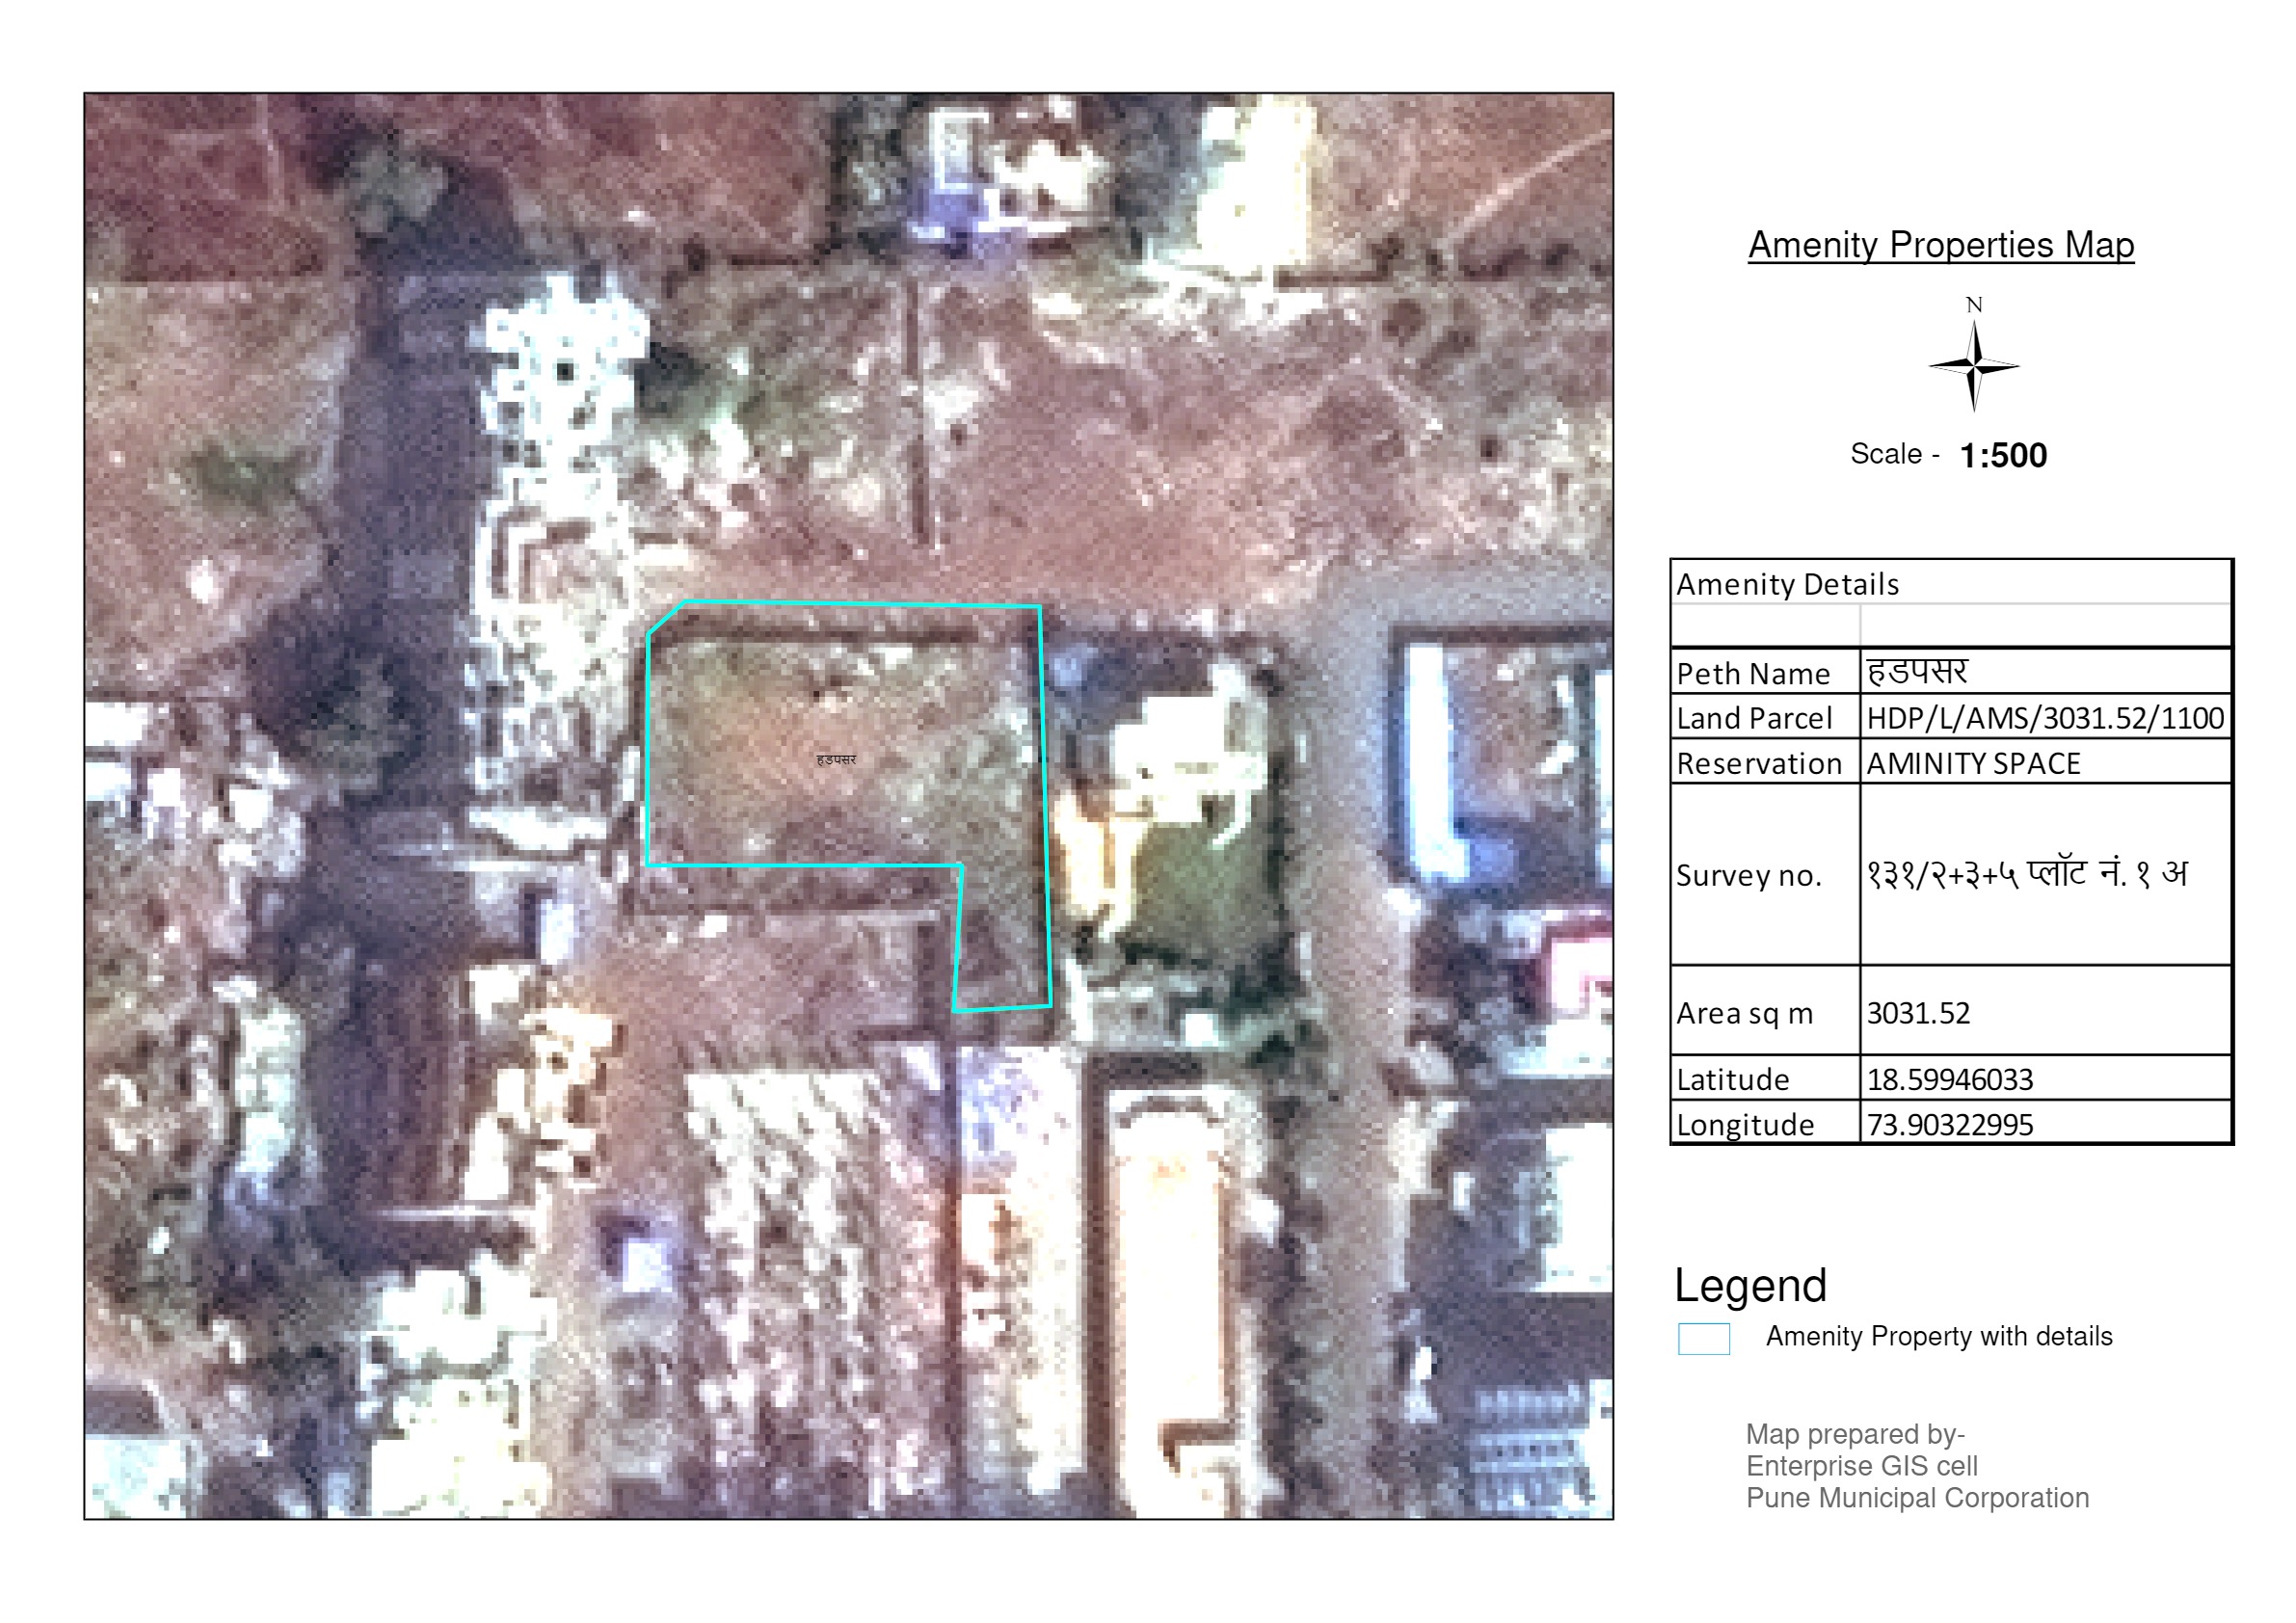 Amenity Properties Map
N
Scale - 1:500
Amenity Details
Peth Name हडपसर
Land Parcel HDP/L/AMS/3031.52/1100
Reservation AMINITY SPACE
Survey no. १३१/२+३+५ प्लॉट नं. १ अ
Area sq m 3031.52
Latitude 18.59946033
Longitude 73.90322995
हडपसर
Legend
Amenity Property with details
Map prepared by-
Enterprise GIS cell
Pune Municipal Corporation